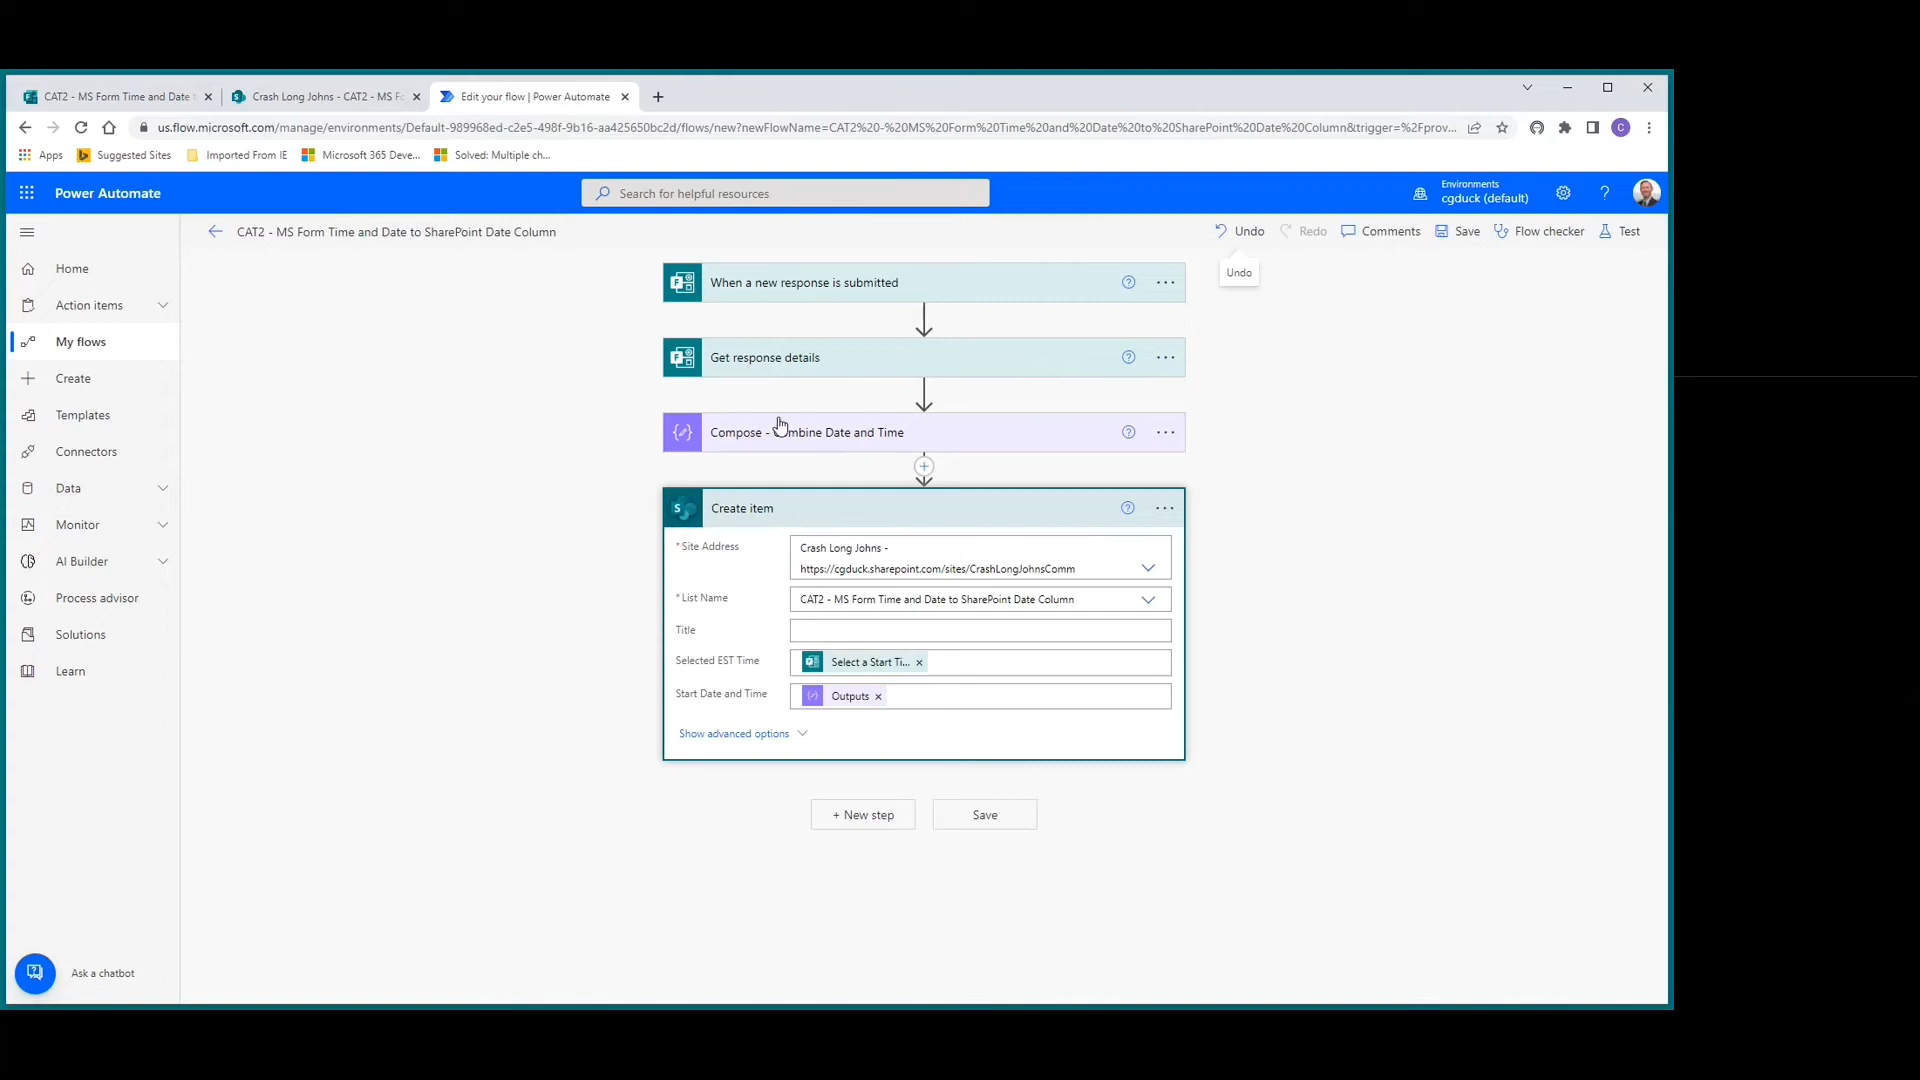 CAT2 - MS Form Time and Date
Crash Long Johns - CAT2 - MS Fo
Edit your flow | Power Automate
us.flow.microsoft.com/manage/environments/Default-989968ed-c2e5-498f-9b16-aa425650bc2d/flows/new?newFlowName=CAT2%20-%20MS%20Form%20Time%20and%20Date%20to%20SharePoint%20Date%20Column&trigger=%2Fprov...
C
Apps
Suggested Sites
Imported From IE
Microsoft 365 Deve...
Solved: Multiple ch...
Power Automate
Search for helpful resources
Environments
cgduck (default)
CAT2 - MS Form Time and Date to SharePoint Date Column
Undo
Redo
Comments
Save
Flow checker
Test
Undo
Home
Action items
My flows
Create
Templates
Connectors
Data
Monitor
AI Builder
Process advisor
Solutions
Learn
Ask a chatbot
When a new response is submitted
Get response details
Compose - Combine Date and Time
Create item
* Site Address
Crash Long Johns -
https://cgduck.sharepoint.com/sites/CrashLongJohnsComm
* List Name
CAT2 - MS Form Time and Date to SharePoint Date Column
Title
Selected EST Time
Select a Start Ti...
Start Date and Time
Outputs
Show advanced options
+ New step
Save